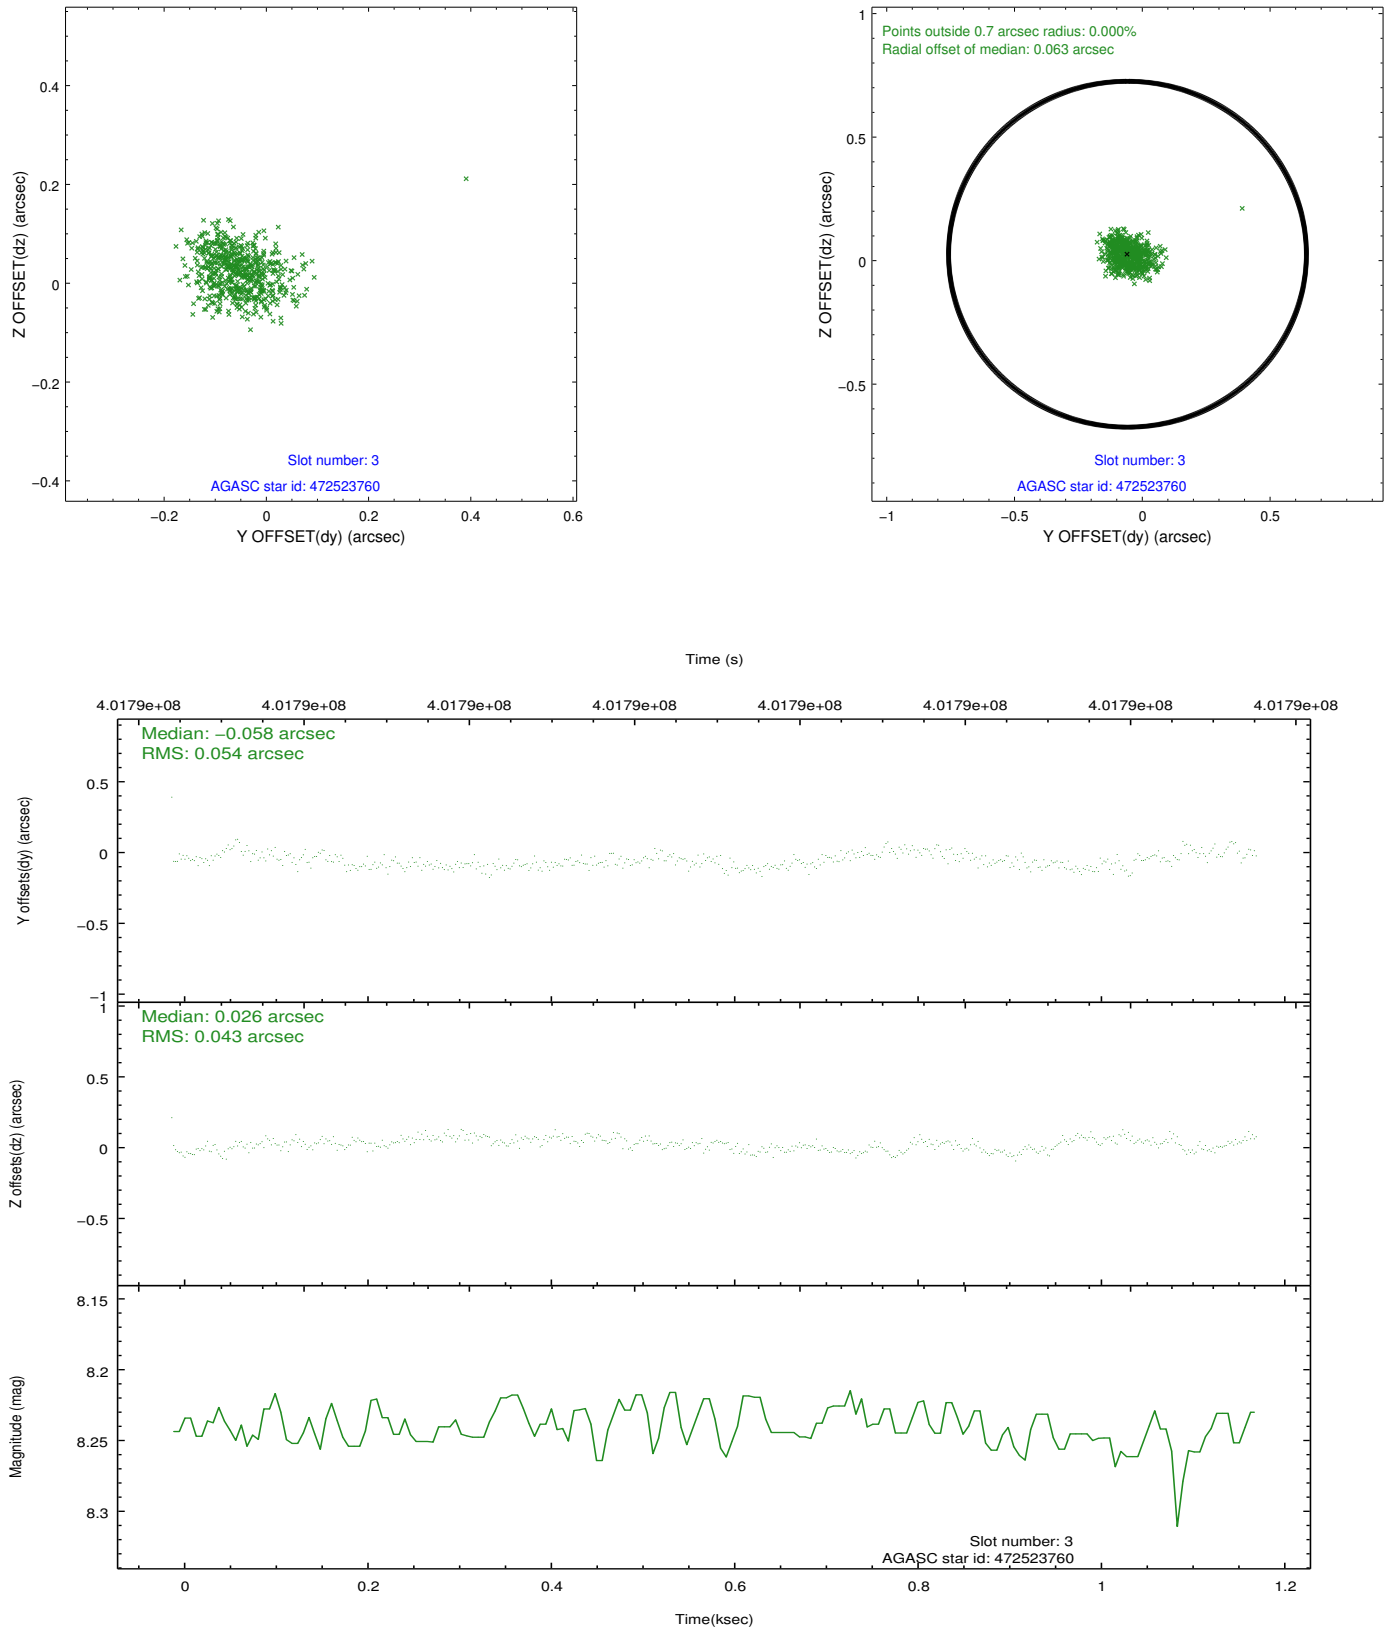 0.4
0.2
0
−0.2
−0.4
Z OFFSET(dz) (arcsec)
Slot number: 3
AGASC star id: 472523760
−0.2 0 0.2 0.4 0.6
Y OFFSET(dy) (arcsec)
Points outside 0.7 arcsec radius: 0.000%
Radial offset of median: 0.063 arcsec
1
0.5
0
−0.5
Z OFFSET(dz) (arcsec)
Slot number: 3
AGASC star id: 472523760
−1 −0.5 0 0.5
Y OFFSET(dy) (arcsec)
Time (s)
4.0179e+08 4.0179e+08 4.0179e+08 4.0179e+08 4.0179e+08 4.0179e+08 4.0179e+08 4.0179e+08
Median: −0.058 arcsec
RMS: 0.054 arcsec
0.5
0
−0.5
−1
Y offsets(dy) (arcsec)
Median: 0.026 arcsec
RMS: 0.043 arcsec
1
0.5
0
−0.5
Z offsets(dz) (arcsec)
8.15
8.2
8.25
8.3
Magnitude (mag)
Slot number: 3
AGASC star id: 472523760
0 0.2 0.4 0.6 0.8 1 1.2
Time(ksec)